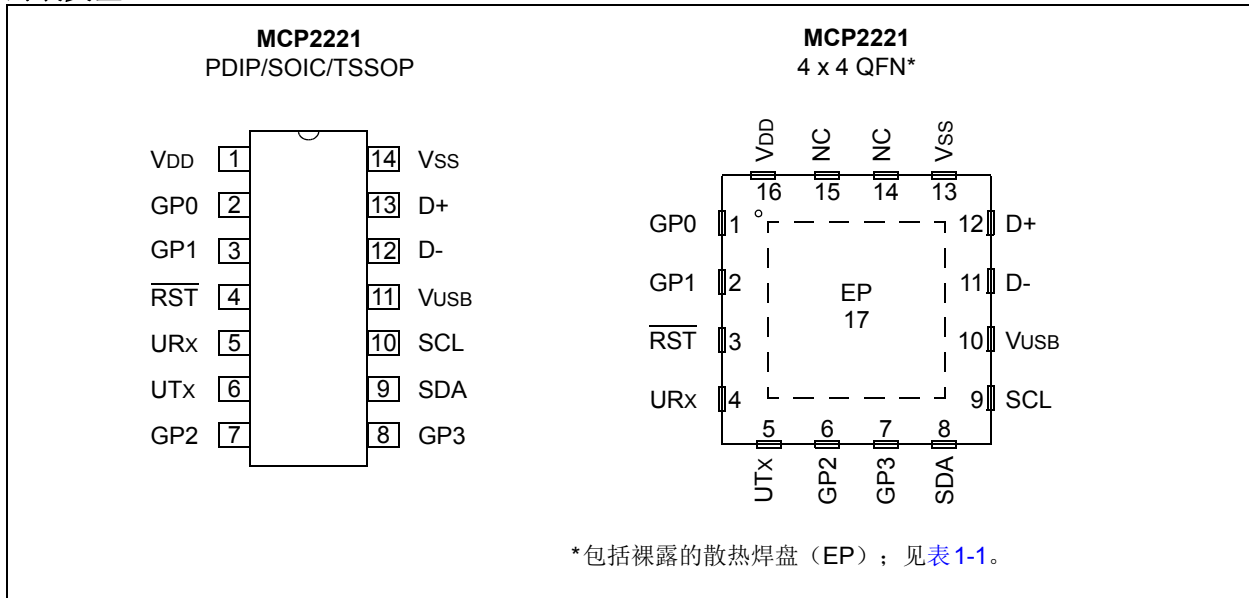 MCP2221
PDIP/SOIC/TSSOP
VDD 1
GP0 2
GP1 3
RST 4
URx 5
UTx 6
GP2 7
14 VSS
13 D+
12 D-
11 VUSB
10 SCL
9 SDA
8 GP3
MCP2221
4 x 4 QFN*
VDD NC NC VSS
16 15 14 13
GP0 1
GP1 2
RST 3
URx 4
EP
17
12 D+
11 D-
10 VUSB
9 SCL
5 6 7 8
UTx GP2 GP3 SDA
*包括裸露的散热焊盘（EP）；见表1-1。